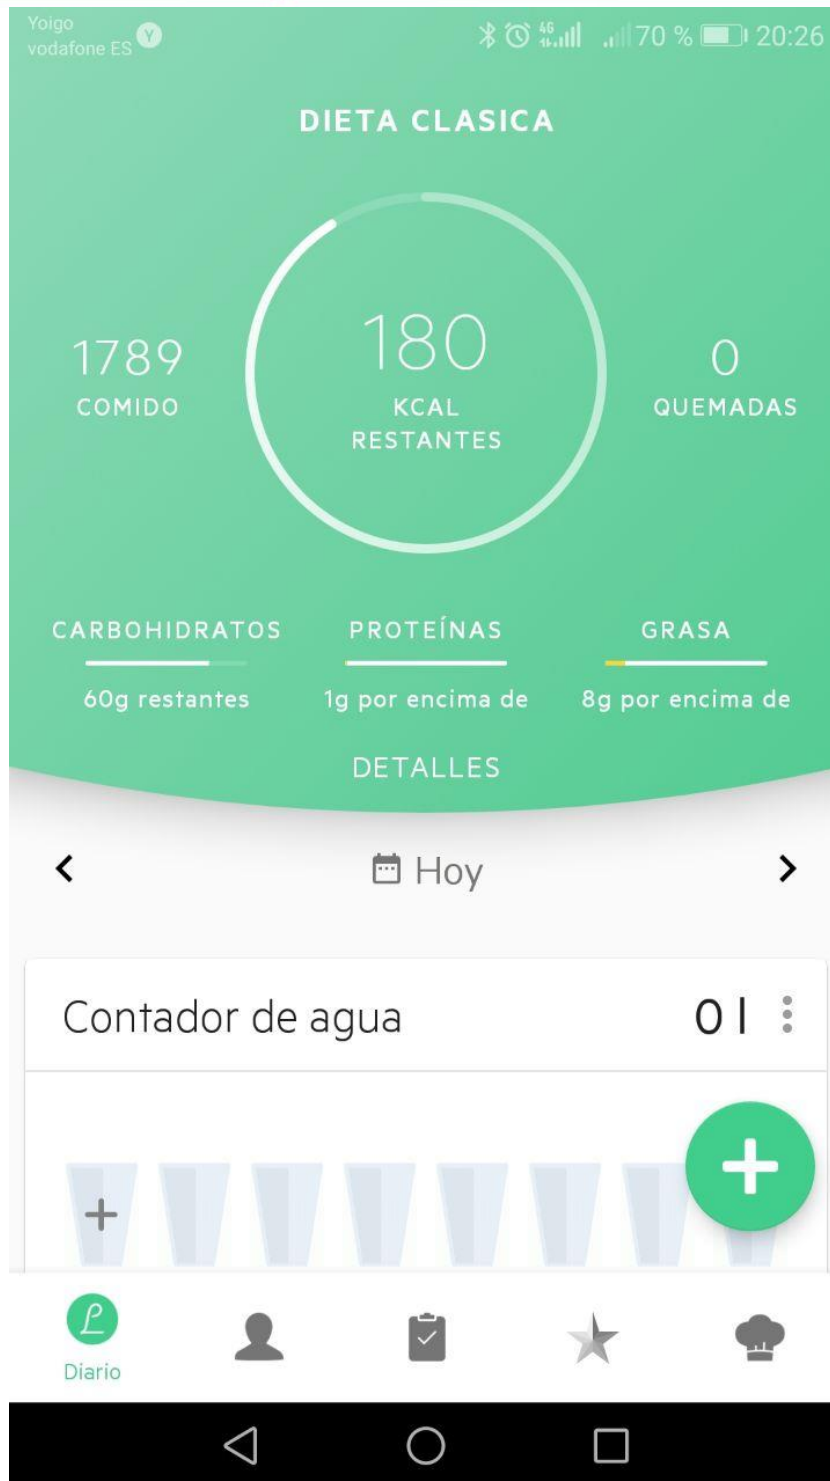 Yoigo
vodafone ES Y
4G 70 % 20:26
DIETA CLASICA
1789
COMIDO
180
KCAL
RESTANTES
0
QUEMADAS
CARBOHIDRATOS
60g restantes
PROTEÍNAS
1g por encima de
GRASA
8g por encima de
DETALLES
Hoy
Contador de agua 0 l
Diario